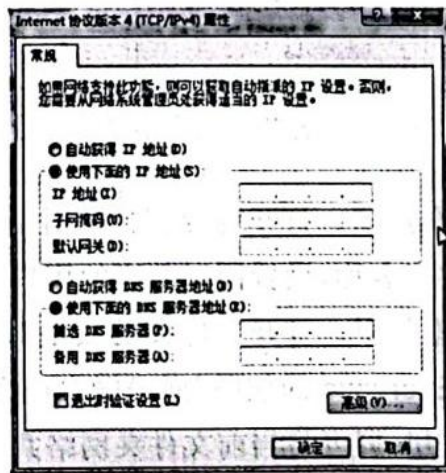 Internet 协议版本 4 (TCP/IPv4) 属性
常规
如果网络支持此功能，则可以获取自动指派的 IP 设置。否则，
您需要从网络系统管理员处获得适当的 IP 设置。
自动获得 IP 地址(O)
使用下面的 IP 地址(S):
IP 地址(I):
子网掩码(U):
默认网关(D):
自动获得 DNS 服务器地址(B)
使用下面的 DNS 服务器地址(E):
首选 DNS 服务器(P):
备用 DNS 服务器(A):
退出时验证设置(L)
高级(V)...
确定
取消